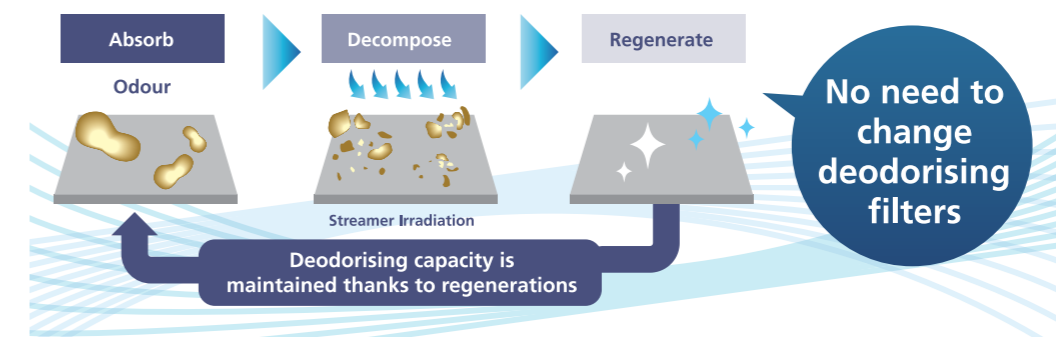 Absorb
Decompose
Regenerate
Odour
No need to
change
deodorising
filters
Streamer Irradiation
Deodorising capacity is
maintained thanks to regenerations